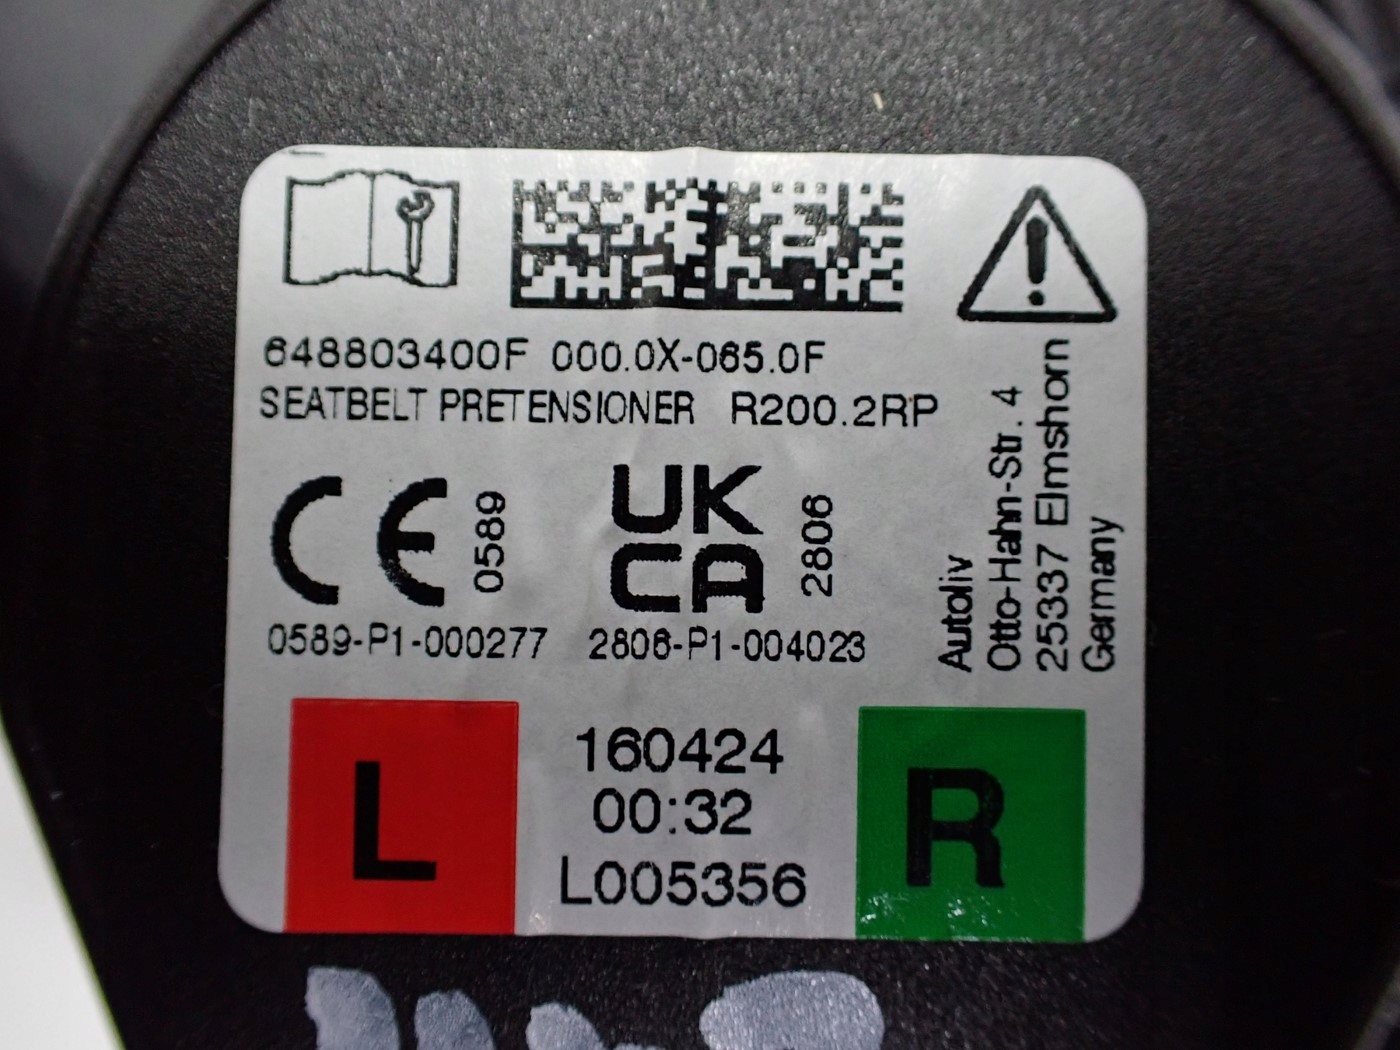 648803400F 000.0X-065.0F
SEATBELT PRETENSIONER R200.2RP
CE 0589
UK
CA 2806
0589-P1-000277 2806-P1-004023
Autoliv
Otto-Hahn-Str. 4
25337 Elmshorn
Germany
L
160424
00:32
L005356
R